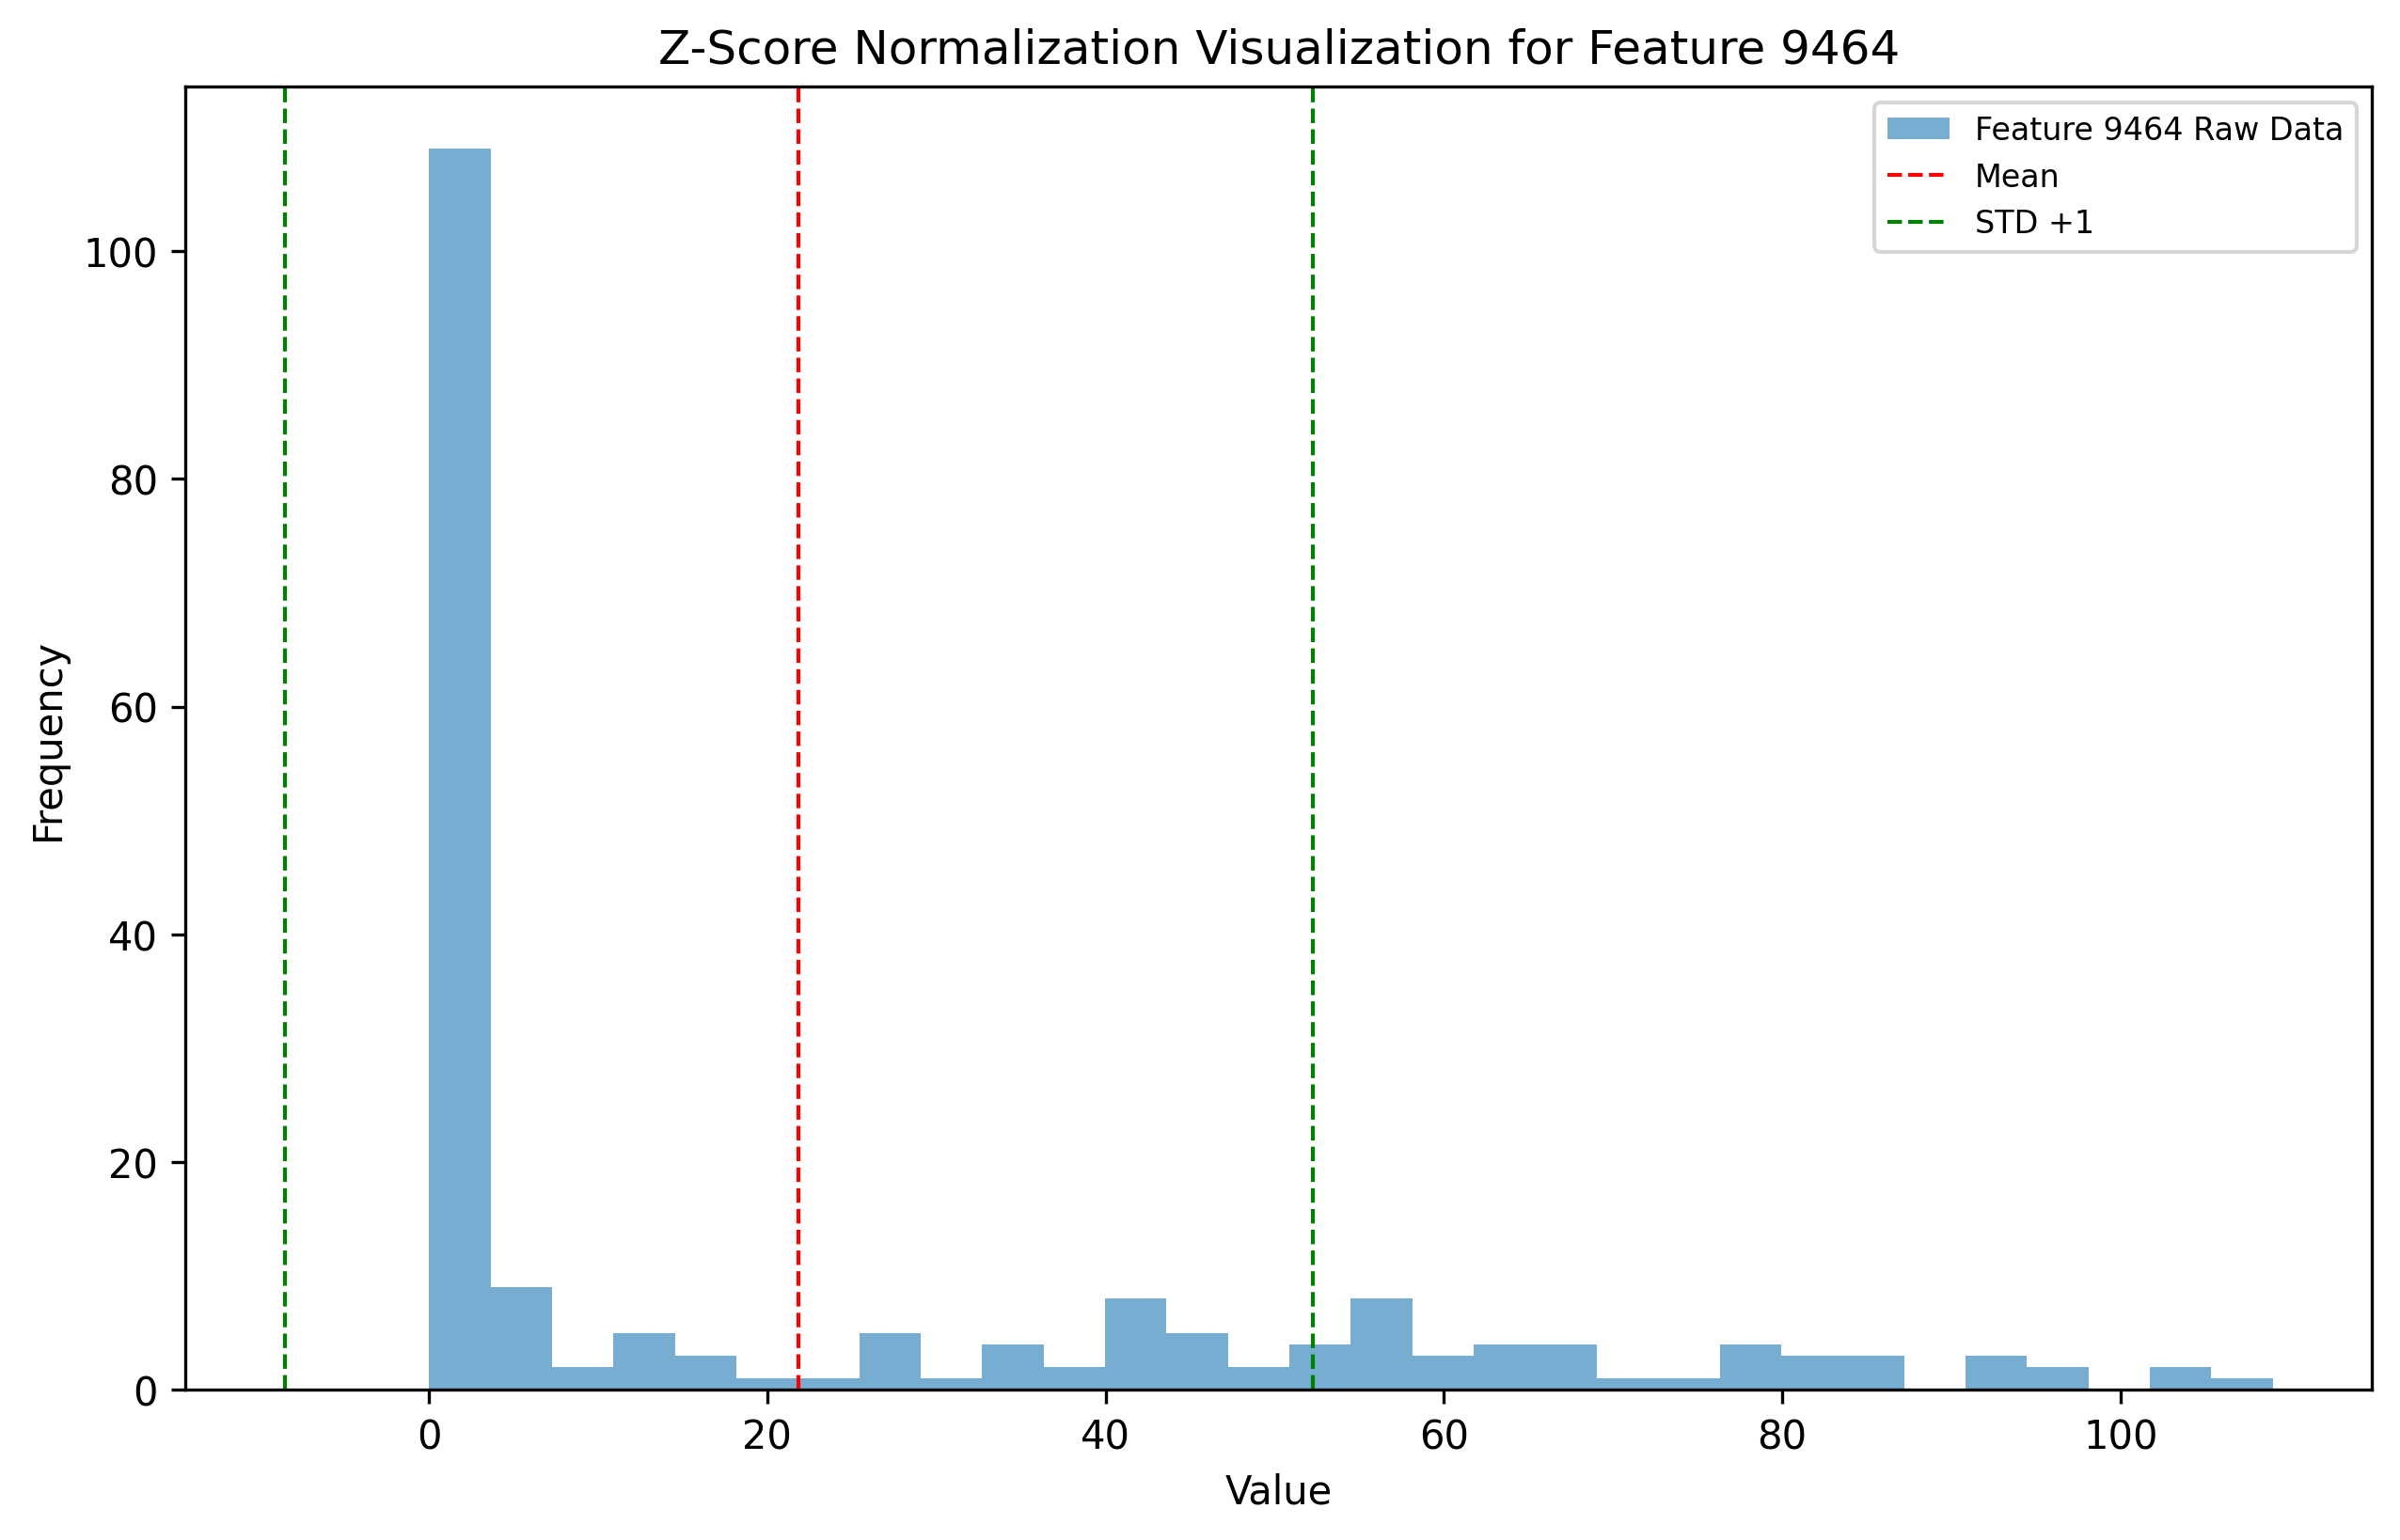 Z-Score Normalization Visualization for Feature 9464
Feature 9464 Raw Data
Mean
STD +1
100
80
60
40
20
0
Frequency
0 20 40 60 80 100
Value